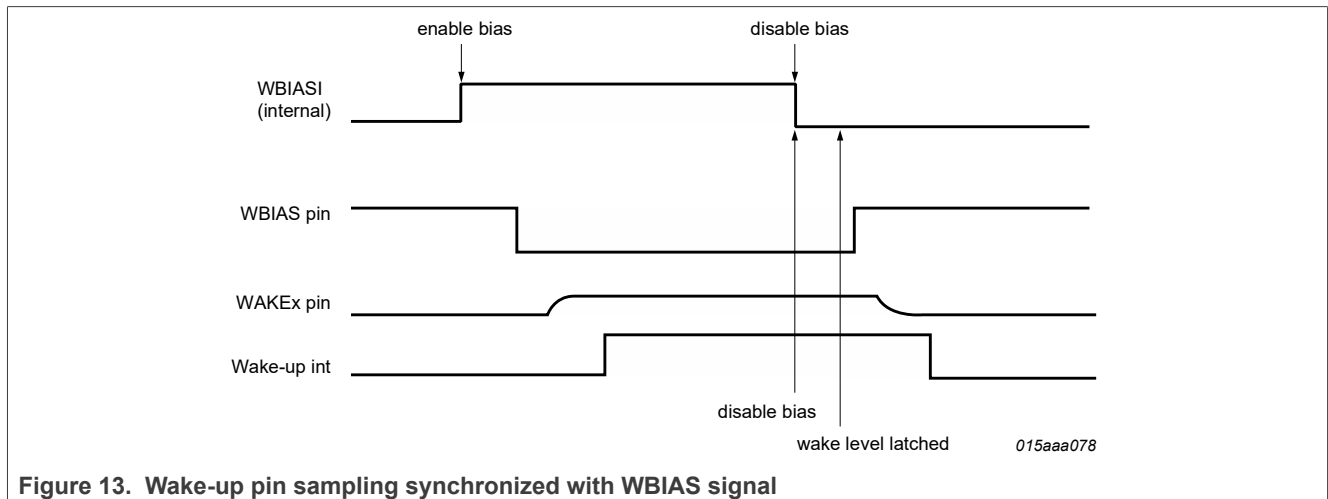 enable bias
disable bias
WBIASI
(internal)
WBIAS pin
WAKEx pin
Wake-up int
disable bias
wake level latched
015aaa078
Figure 13. Wake-up pin sampling synchronized with WBIAS signal